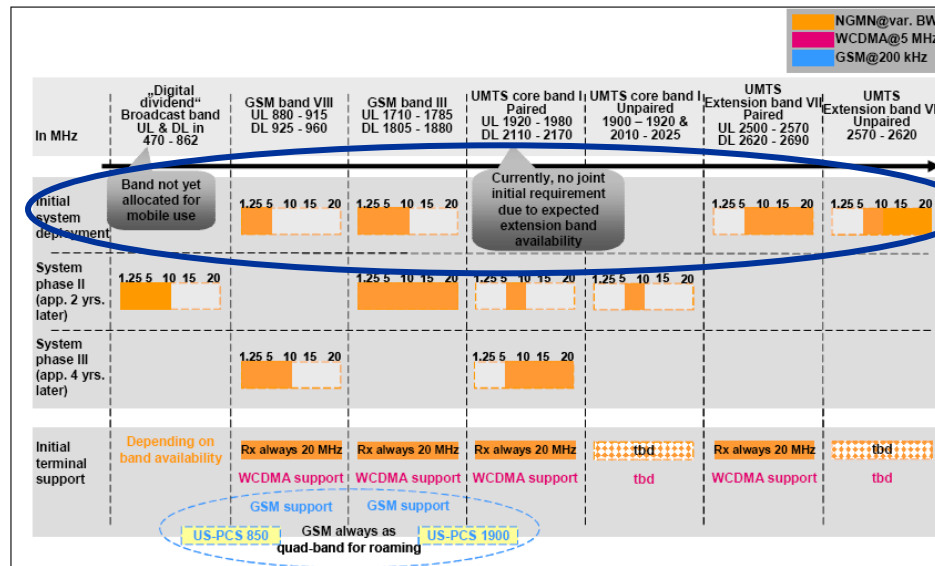 NGMN@var. BW
WCDMA@5 MHz
GSM@200 kHz
In MHz
„Digital
dividend“
Broadcast band
UL & DL in
470 - 862
GSM band VIII
UL 880 - 915
DL 925 - 960
GSM band III
UL 1710 - 1785
DL 1805 - 1880
UMTS core band I
Paired
UL 1920 - 1980
DL 2110 - 2170
UMTS core band I
Unpaired
1900 – 1920 &
2010 - 2025
UMTS
Extension band VII
Paired
UL 2500 - 2570
DL 2620 - 2690
UMTS
Extension band VI
Unpaired
2570 - 2620
Band not yet
allocated for
mobile use
Currently, no joint
initial requirement
due to expected
extension band
availability
Initial
system
deployment
1.25 5 10 15 20
1.25 5 10 15 20
1.25 5 10 15 20
1.25 5 10 15 20
System
phase II
(app. 2 yrs.
later)
1.25 5 10 15 20
1.25 5 10 15 20
1.25 5 10 15 20
1.25 5 10 15 20
System
phase III
(app. 4 yrs.
later)
1.25 5 10 15 20
1.25 5 10 15 20
Initial
terminal
support
Depending on
band availability
Rx always 20 MHz
Rx always 20 MHz
Rx always 20 MHz
tbd
Rx always 20 MHz
tbd
WCDMA support
WCDMA support
WCDMA support
tbd
WCDMA support
tbd
GSM support
GSM support
US-PCS 850
GSM always as
quad-band for roaming
US-PCS 1900